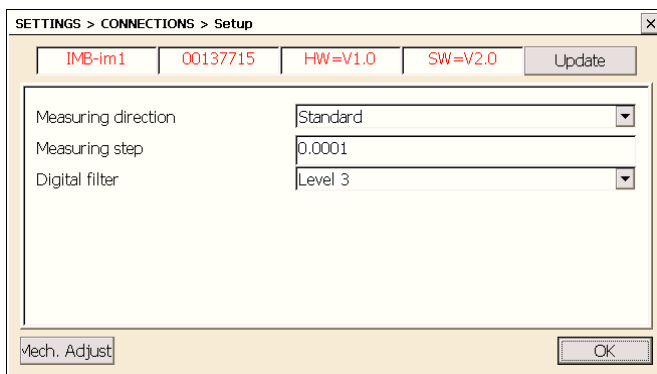 SETTINGS > CONNECTIONS > Setup
IMB-im1 00137715 HW=V1.0 SW=V2.0 Update
Measuring direction Standard
Measuring step 0.0001
Digital filter Level 3
Mech. Adjust OK